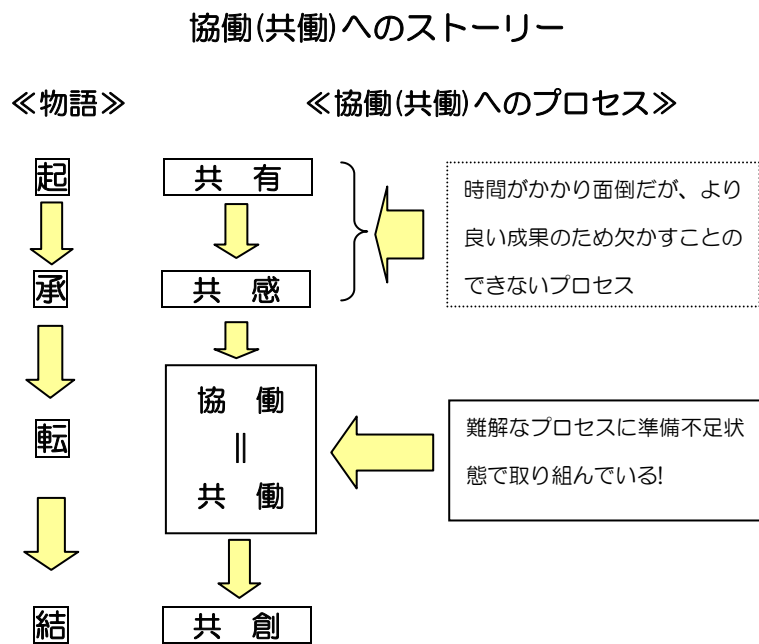 協働(共働)へのストーリー
≪物語≫
≪協働(共働)へのプロセス≫
起
共 有
時間がかかり面倒だが、より
良い成果のため欠かすことの
できないプロセス
承
共 感
転
協 働
॥
共 働
難解なプロセスに準備不足状
態で取り組んでいる!
結
共 創